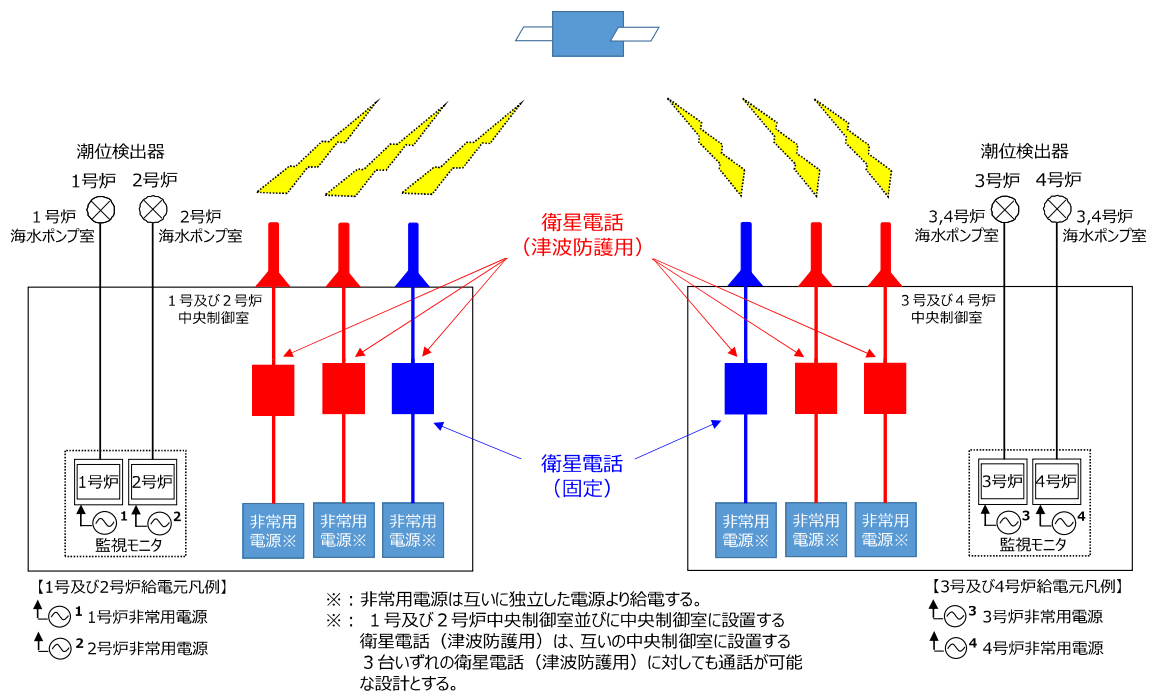 潮位検出器
1号炉
2号炉
1号炉
海水ポンプ室
2号炉
海水ポンプ室
衛星電話
（津波防護用）
潮位検出器
3号炉
4号炉
3,4号炉
海水ポンプ室
3,4号炉
海水ポンプ室
1号及び2号炉
中央制御室
3号及び4号炉
中央制御室
衛星電話
（固定）
1号炉
2号炉
1
2
監視モニタ
非常用
電源※
非常用
電源※
非常用
電源※
非常用
電源※
非常用
電源※
非常用
電源※
3号炉
4号炉
3
4
監視モニタ
【1号及び2号炉給電元凡例】
1 1号炉非常用電源
2 2号炉非常用電源
※：非常用電源は互いに独立した電源より給電する。
※： １号及び２号炉中央制御室並びに中央制御室に設置する
衛星電話（津波防護用）は、互いの中央制御室に設置する
３台いずれの衛星電話（津波防護用）に対しても通話が可能
な設計とする。
【3号及び4号炉給電元凡例】
3 3号炉非常用電源
4 4号炉非常用電源